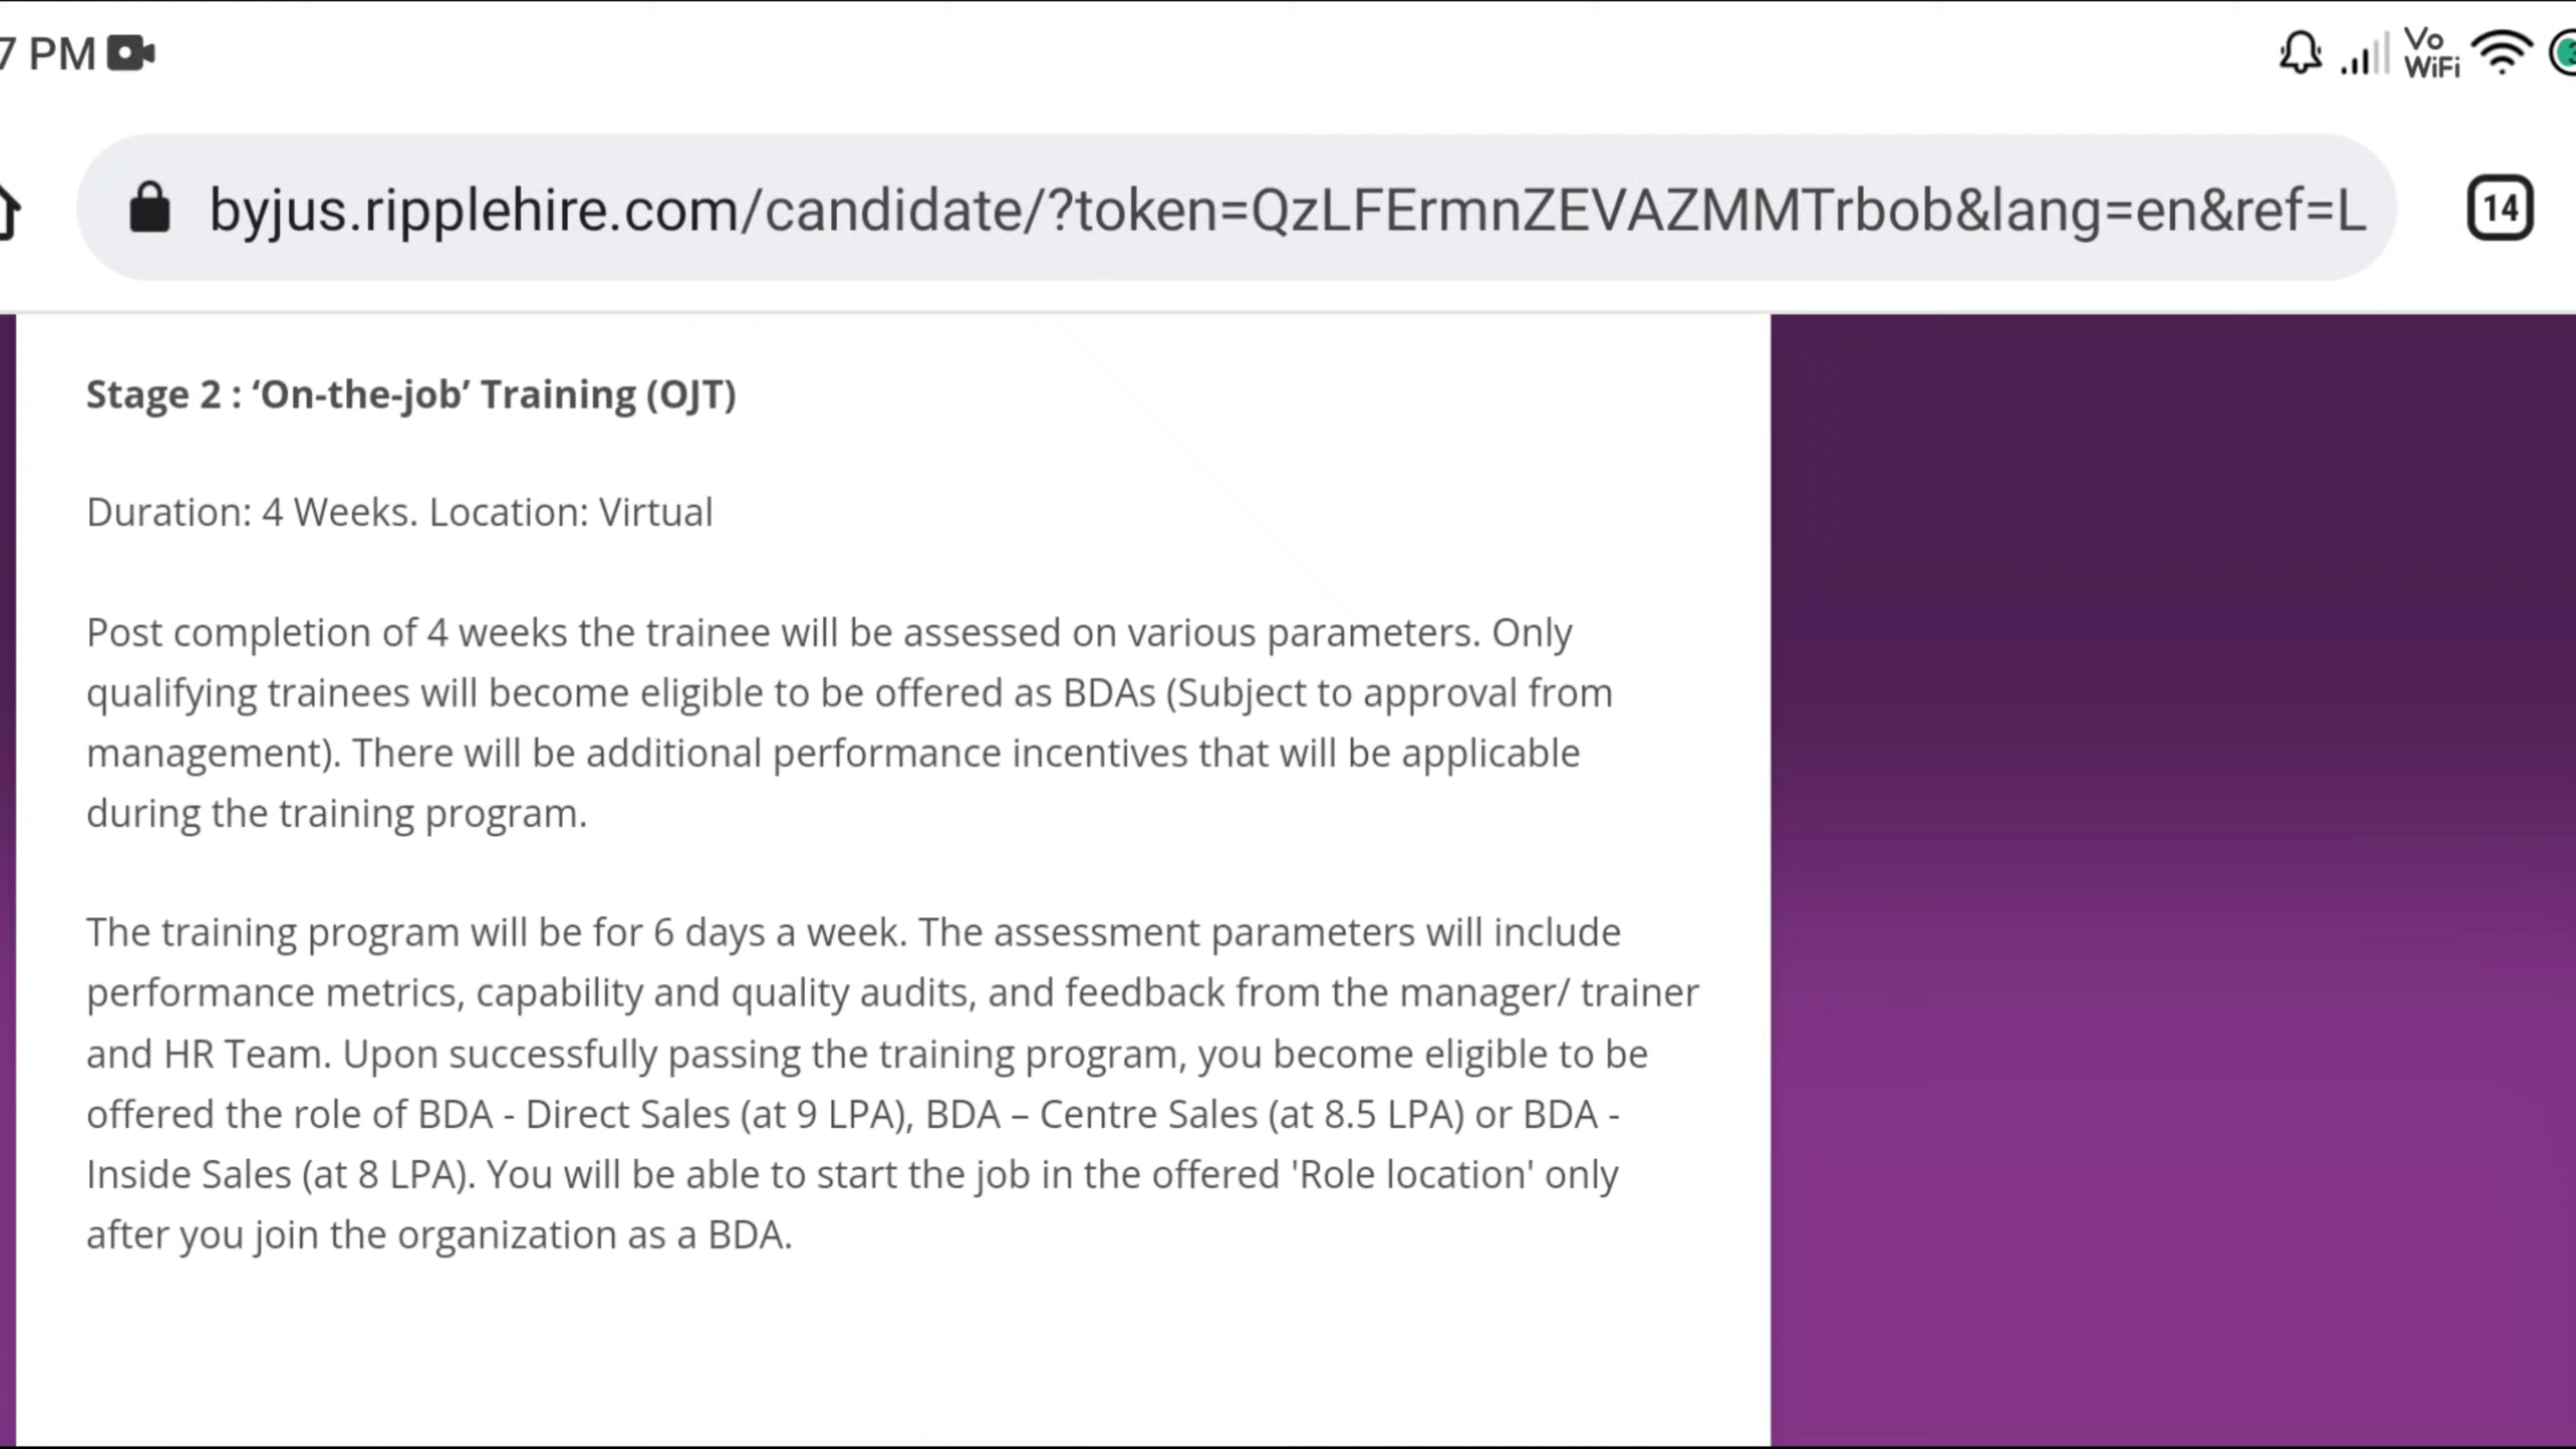 7 PM
Vo
WiFi
byjus.ripplehire.com/candidate/?token=QzLFErmnZEVAZMMTrbob&lang=en&ref=L
14
Stage 2 : ‘On-the-job’ Training (OJT)
Duration: 4 Weeks. Location: Virtual
Post completion of 4 weeks the trainee will be assessed on various parameters. Only
qualifying trainees will become eligible to be offered as BDAs (Subject to approval from
management). There will be additional performance incentives that will be applicable
during the training program.
The training program will be for 6 days a week. The assessment parameters will include
performance metrics, capability and quality audits, and feedback from the manager/ trainer
and HR Team. Upon successfully passing the training program, you become eligible to be
offered the role of BDA - Direct Sales (at 9 LPA), BDA – Centre Sales (at 8.5 LPA) or BDA -
Inside Sales (at 8 LPA). You will be able to start the job in the offered 'Role location' only
after you join the organization as a BDA.